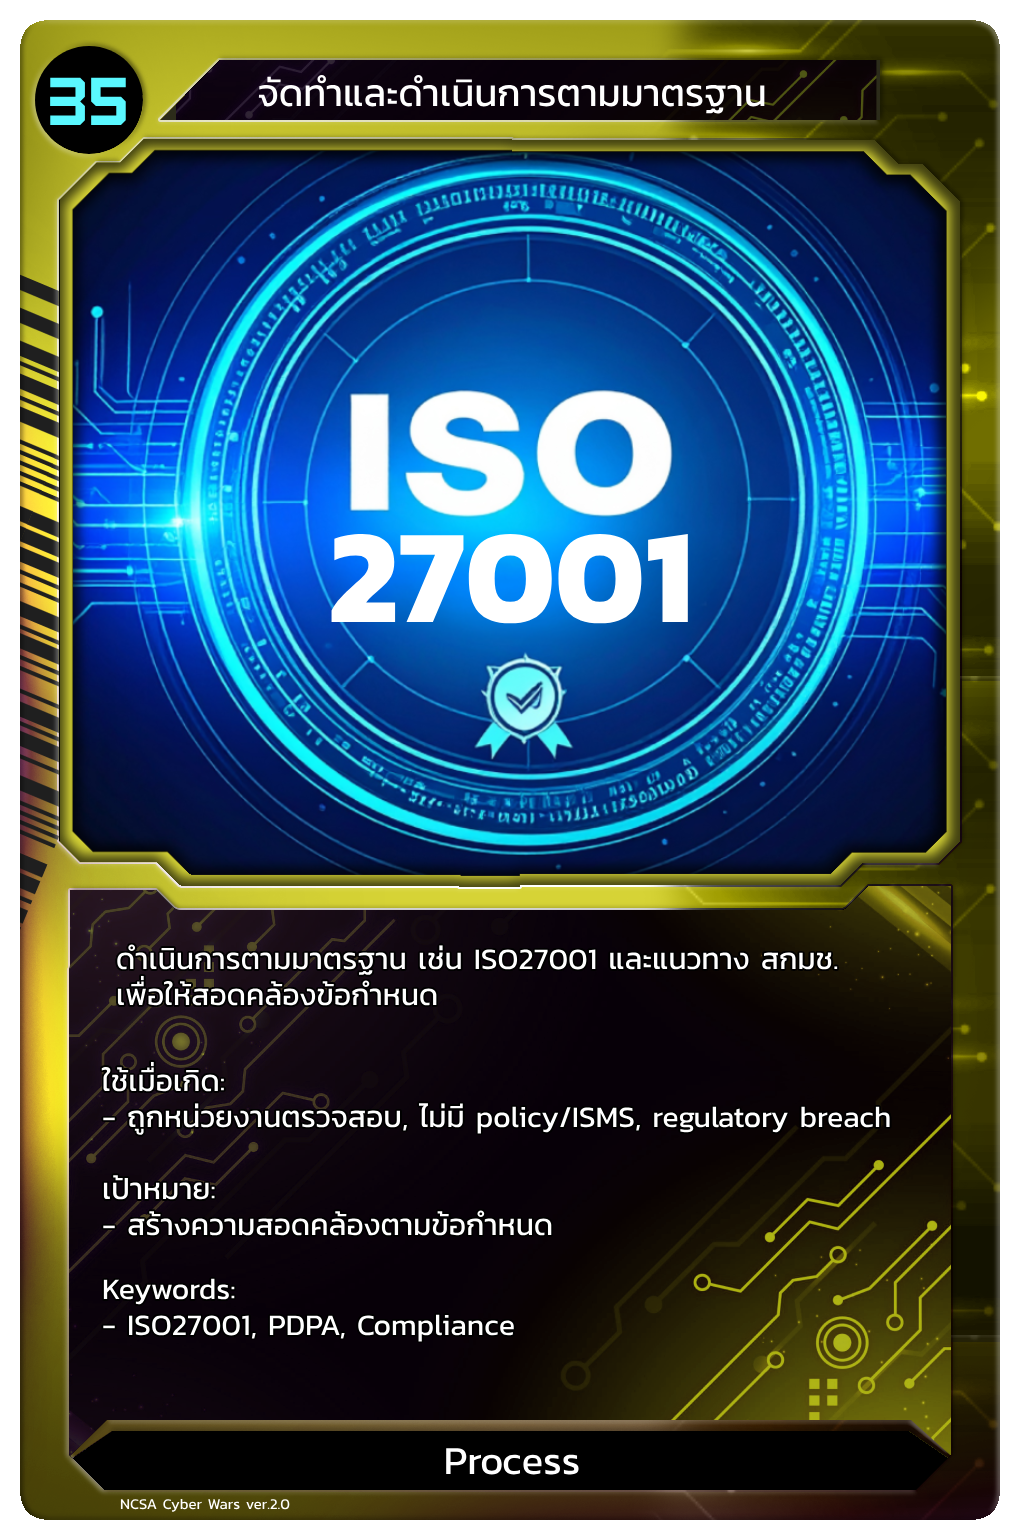 35
จัดทำและดำเนินการตามมาตรฐาน
ISO
27001
ดำเนินการตามมาตรฐาน เช่น ISO27001 และแนวทาง สกมช.
เพื่อให้สอดคล้องข้อกำหนด
ใช้เมื่อเกิด:
- ถูกหน่วยงานตรวจสอบ, ไม่มี policy/ISMS, regulatory breach
เป้าหมาย:
- สร้างความสอดคล้องตามข้อกำหนด
Keywords:
- ISO27001, PDPA, Compliance
Process
NCSA Cyber Wars ver.2.0